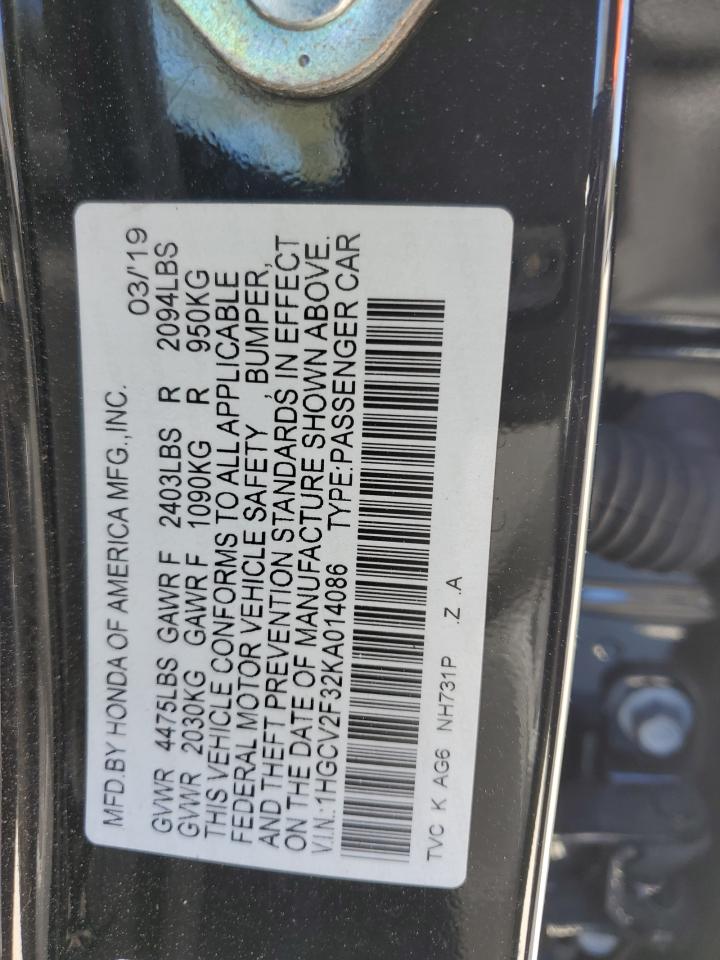 MFD.BY HONDA OF AMERICA MFG.,INC. 03/'19
GVWR 4475LBS GAWR F 2403LBS R 2094LBS
GVWR 2030KG GAWR F 1090KG R 950KG
THIS VEHICLE CONFORMS TO ALL APPLICABLE
FEDERAL MOTOR VEHICLE SAFETY , BUMPER,
AND THEFT PREVENTION STANDARDS IN EFFECT
ON THE DATE OF MANUFACTURE SHOWN ABOVE.
V.I.N.:1HGCV2F32KA014086 TYPE:PASSENGER CAR
TVC K AG6 NH731P .Z .A